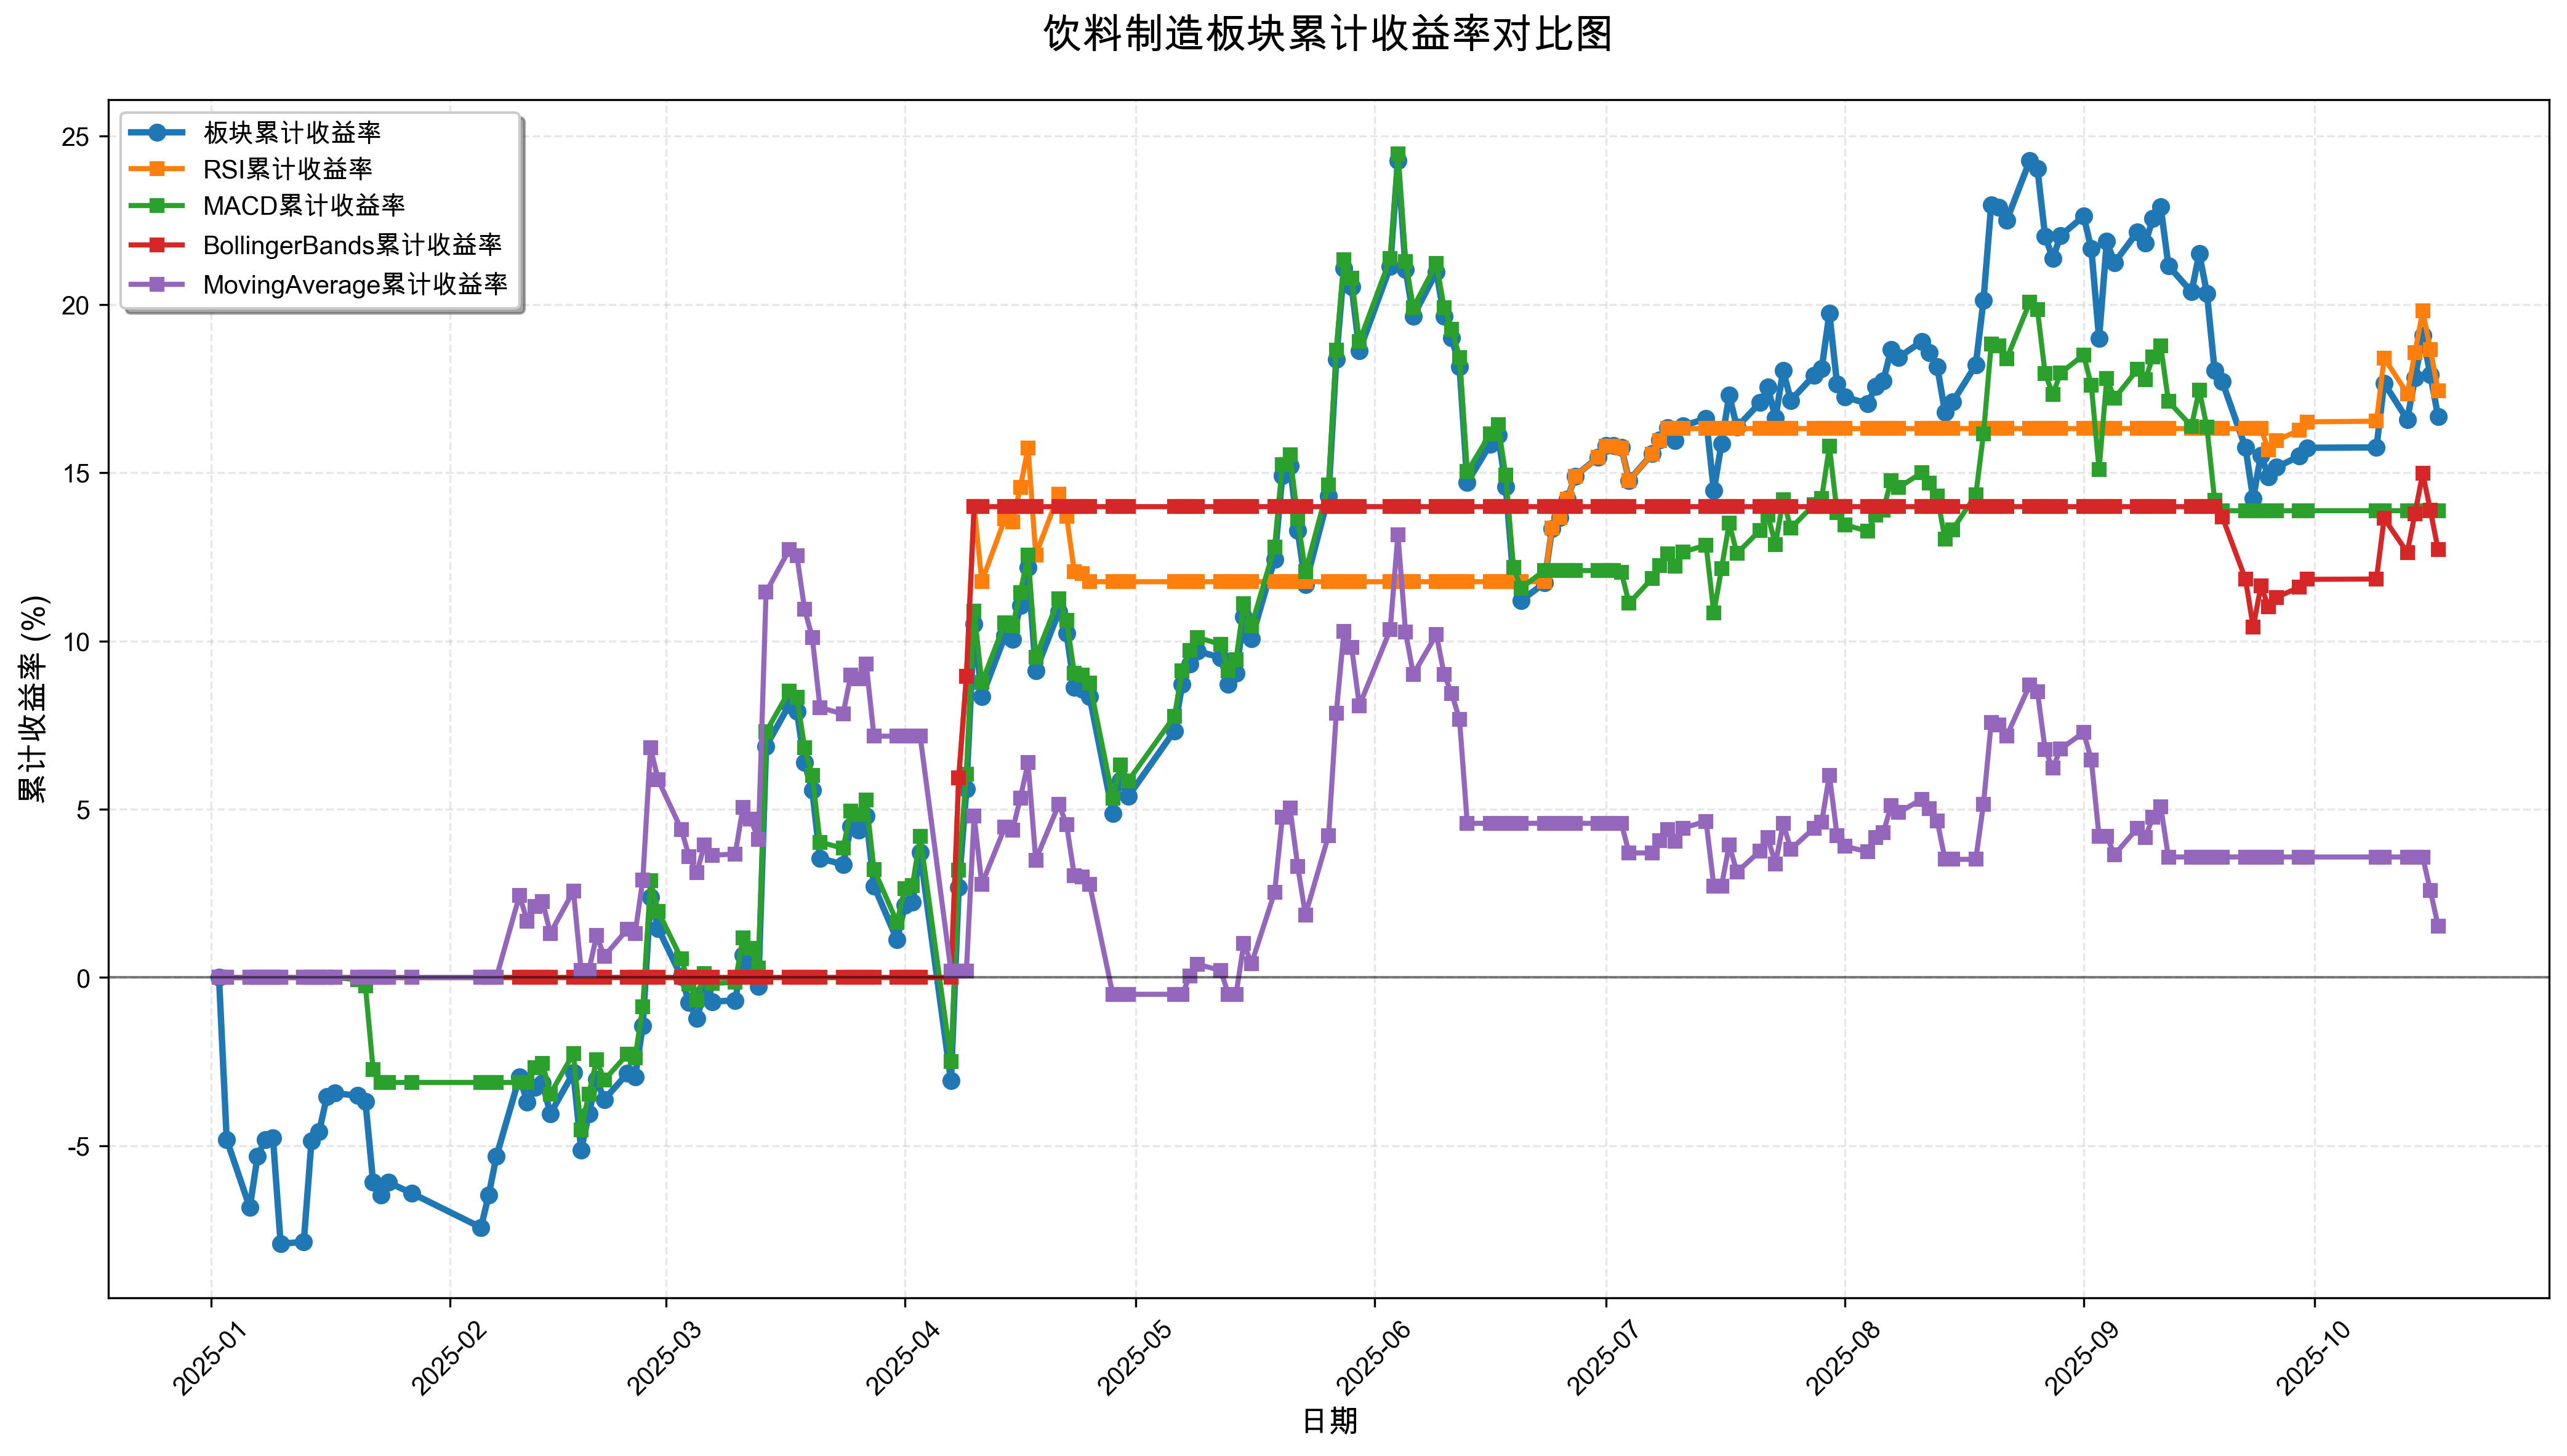 饮料制造板块累计收益率对比图
板块累计收益率
RSI累计收益率
MACD累计收益率
BollingerBands累计收益率
MovingAverage累计收益率
累计收益率 (%)
25
20
15
10
5
0
-5
2025-01
2025-02
2025-03
2025-04
2025-05
2025-06
2025-07
2025-08
2025-09
2025-10
日期